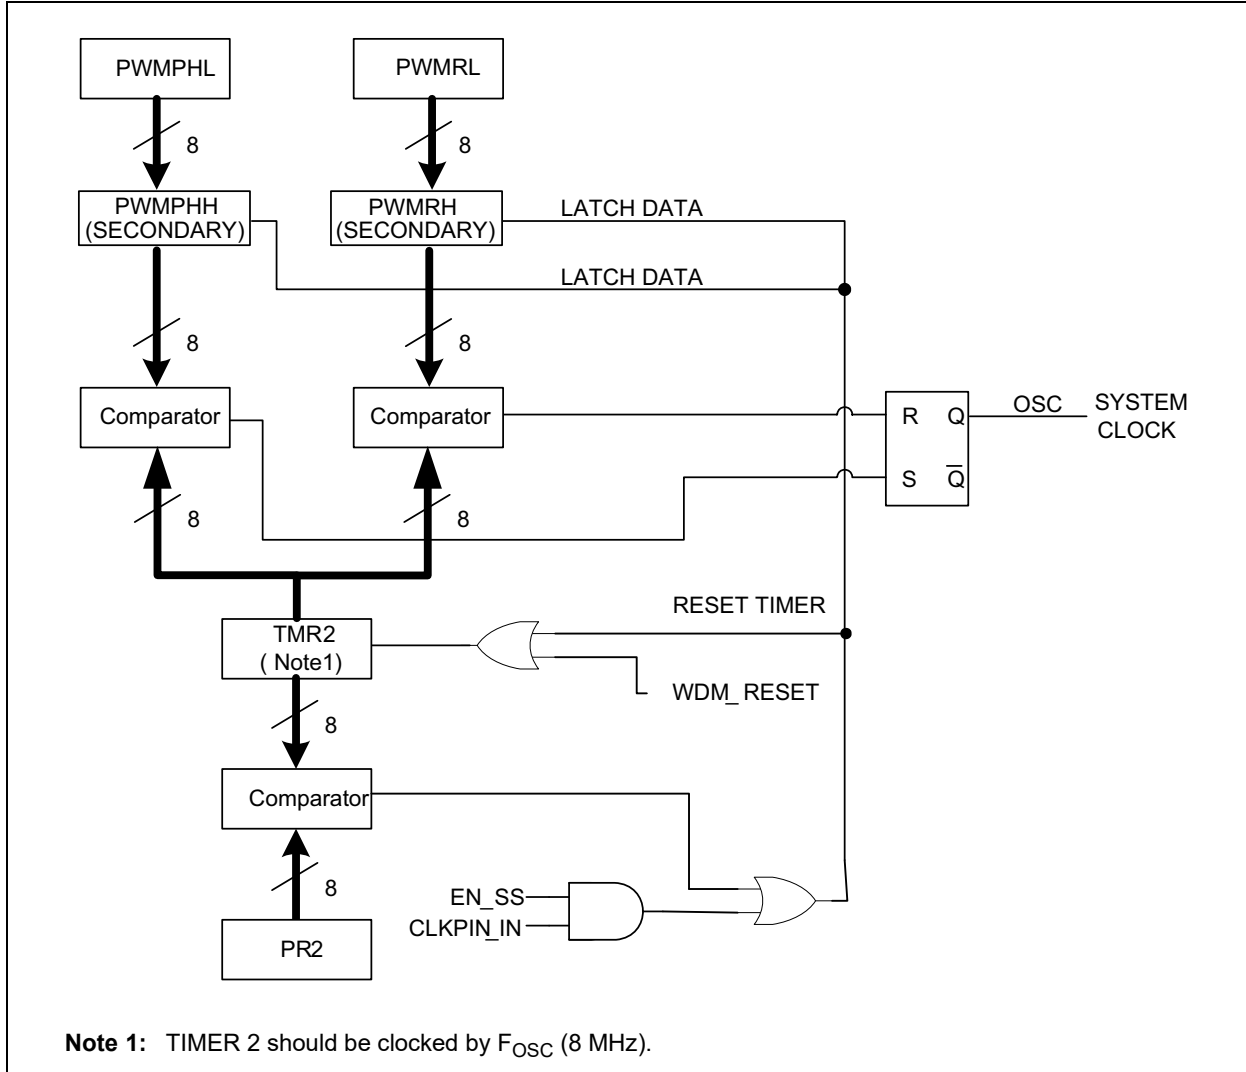 PWMPHL
PWMRL
8
8
PWMPHH
(SECONDARY)
PWMRH
(SECONDARY)
LATCH DATA
LATCH DATA
8
8
Comparator
Comparator
R Q
S Q̅
OSC
SYSTEM
CLOCK
8
8
RESET TIMER
TMR2
( Note1)
WDM_RESET
8
Comparator
8
EN_SS
CLKPIN_IN
PR2
Note 1: TIMER 2 should be clocked by FOSC (8 MHz).